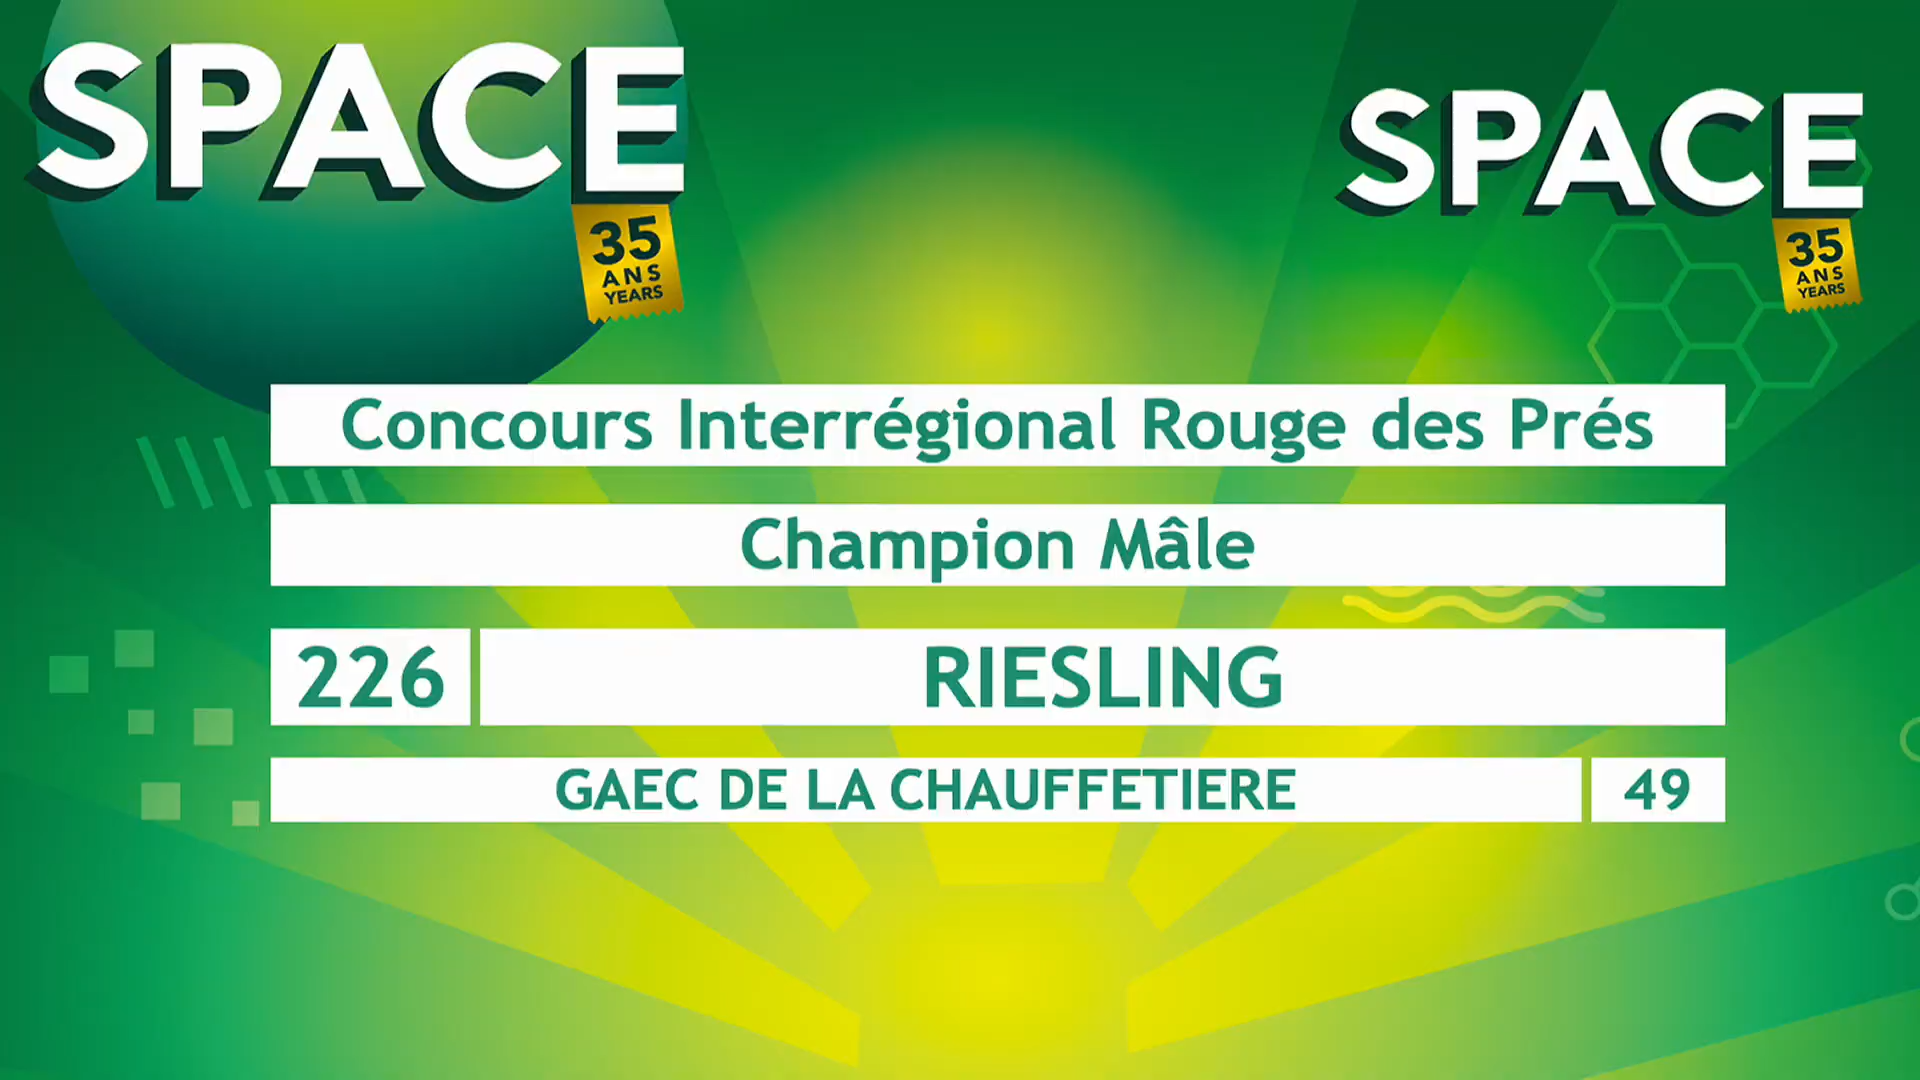 SPACE
35
ANS
YEARS
SPACE
35
ANS
YEARS
Concours Interrégional Rouge des Prés
Champion Mâle
226 RIESLING
GAEC DE LA CHAUFFETIERE 49